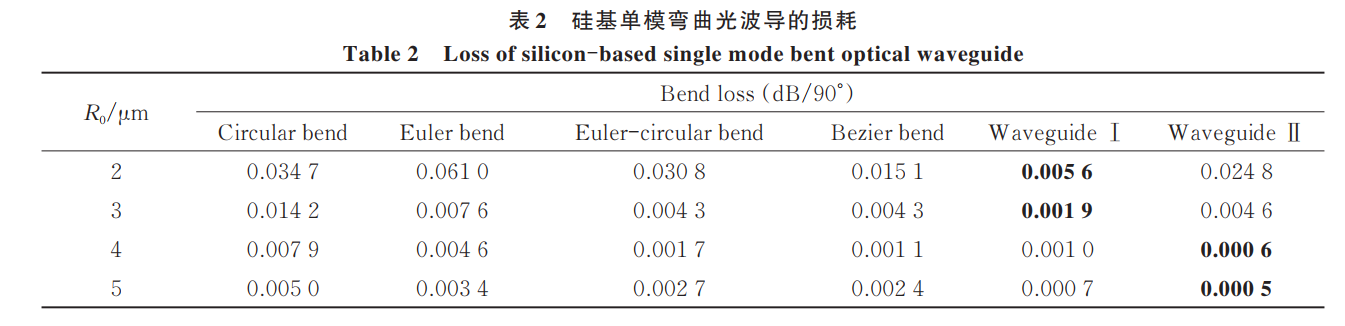 表2 硅基单模弯曲光波导的损耗
Table 2 Loss of silicon-based single mode bent optical waveguide
R₀/μm Bend loss (dB/90°)
Circular bend Euler bend Euler-circular bend Bezier bend Waveguide Ⅰ Waveguide Ⅱ
2 0.034 7 0.061 0 0.030 8 0.015 1 0.005 6 0.024 8
3 0.014 2 0.007 6 0.004 3 0.004 3 0.001 9 0.004 6
4 0.007 9 0.004 6 0.001 7 0.001 1 0.001 0 0.000 6
5 0.005 0 0.003 4 0.002 7 0.002 4 0.000 7 0.000 5